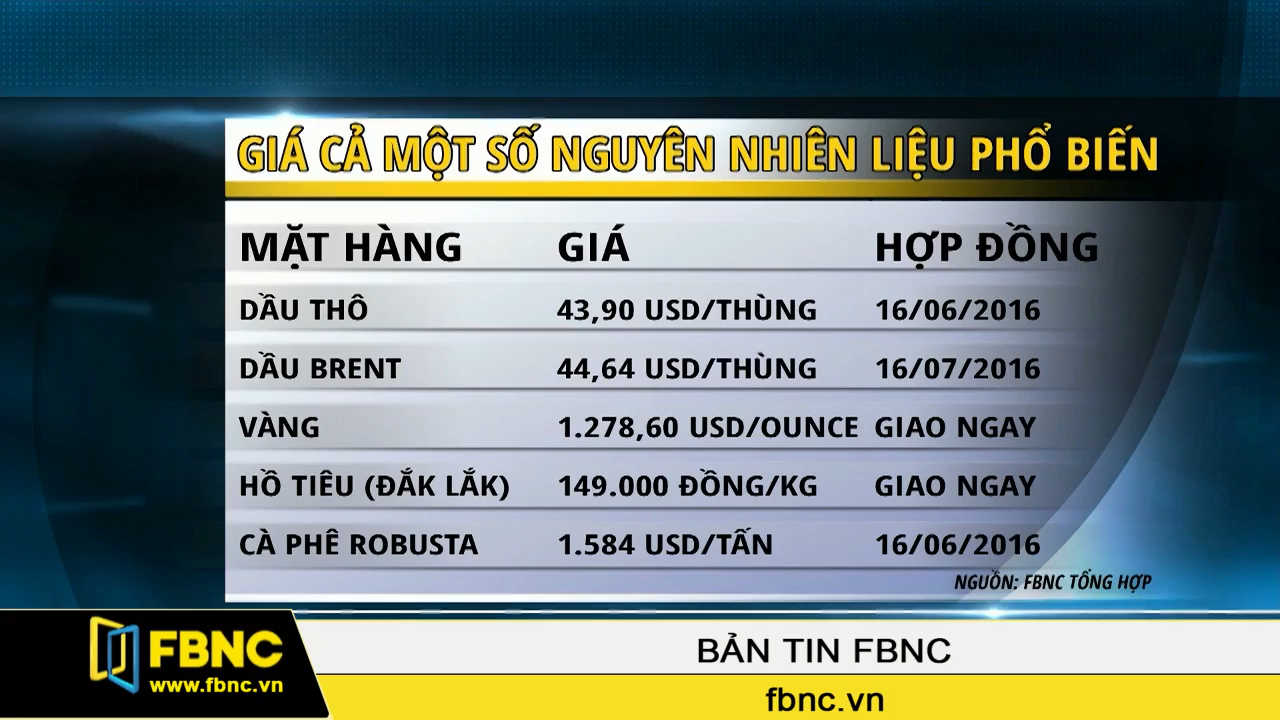 GIÁ CẢ MỘT SỐ NGUYÊN NHIÊN LIỆU PHỔ BIẾN
MẶT HÀNG GIÁ HỢP ĐỒNG
DẦU THÔ 43,90 USD/THÙNG 16/06/2016
DẦU BRENT 44,64 USD/THÙNG 16/07/2016
VÀNG 1.278,60 USD/OUNCE GIAO NGAY
HỒ TIÊU (ĐẮK LẮK) 149.000 ĐỒNG/KG GIAO NGAY
CÀ PHÊ ROBUSTA 1.584 USD/TẤN 16/06/2016
NGUỒN: FBNC TỔNG HỢP
FBNC
www.fbnc.vn
BẢN TIN FBNC
fbnc.vn